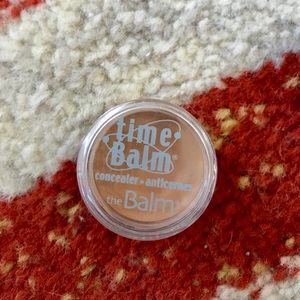 time
Balm®
concealer • anticernes
the Balm